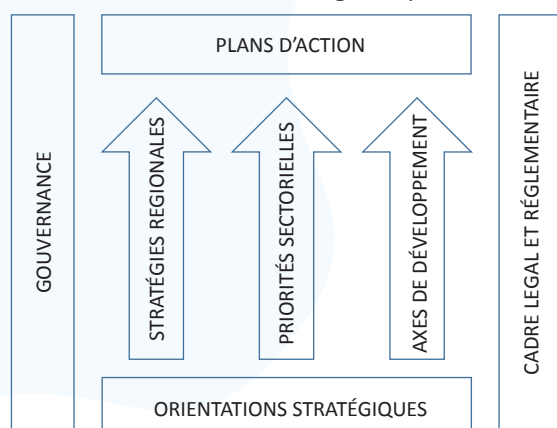 PLANS D'ACTION
GOUVERNANCE
STRATÉGIES REGIONALES
PRIORITÉS SECTORIELLES
AXES DE DÉVELOPPEMENT
CADRE LEGAL ET RÉGLEMENTAIRE
ORIENTATIONS STRATÉGIQUES